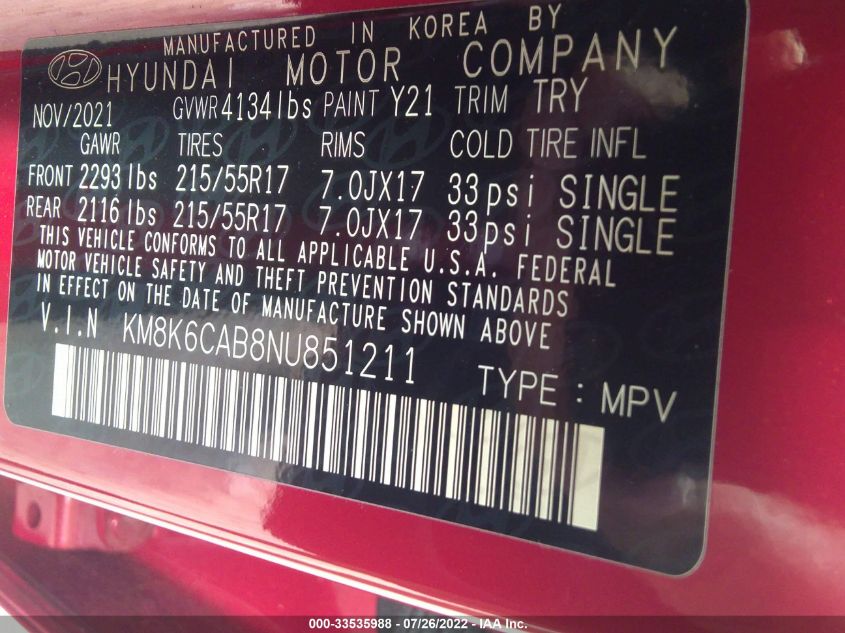 MANUFACTURED IN KOREA BY
HYUNDAI MOTOR COMPANY
NOV/2021 GVWR 4134 lbs PAINT Y21 TRIM TRY
GAWR TIRES RIMS COLD TIRE INFL
FRONT 2293 lbs 215/55R17 7.0JX17 33psi SINGLE
REAR 2116 lbs 215/55R17 7.0JX17 33psi SINGLE
THIS VEHICLE CONFORMS TO ALL APPLICABLE U.S.A. FEDERAL
MOTOR VEHICLE SAFETY AND THEFT PREVENTION STANDARDS
IN EFFECT ON THE DATE OF MANUFACTURE SHOWN ABOVE
V.I.N KM8K6CAB8NU851211
TYPE : MPV
000-33535988 - 07/26/2022 - IAA Inc.